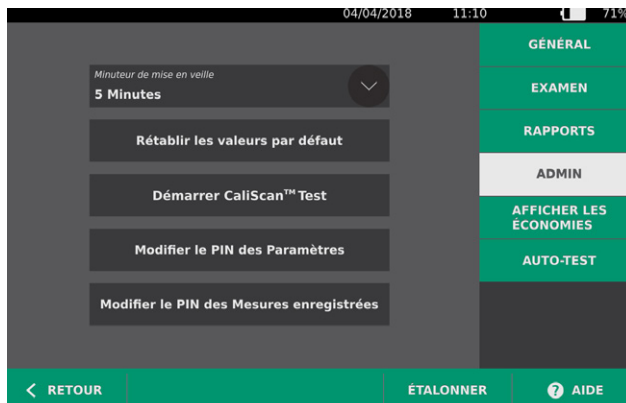 04/04/2018 11:10 71%
GÉNÉRAL
Minuteur de mise en veille
5 Minutes
EXAMEN
Rétablir les valeurs par défaut
RAPPORTS
ADMIN
Démarrer CaliScan™ Test
AFFICHER LES
ÉCONOMIES
Modifier le PIN des Paramètres
AUTO-TEST
Modifier le PIN des Mesures enregistrées
RETOUR
ÉTALONNER
? AIDE